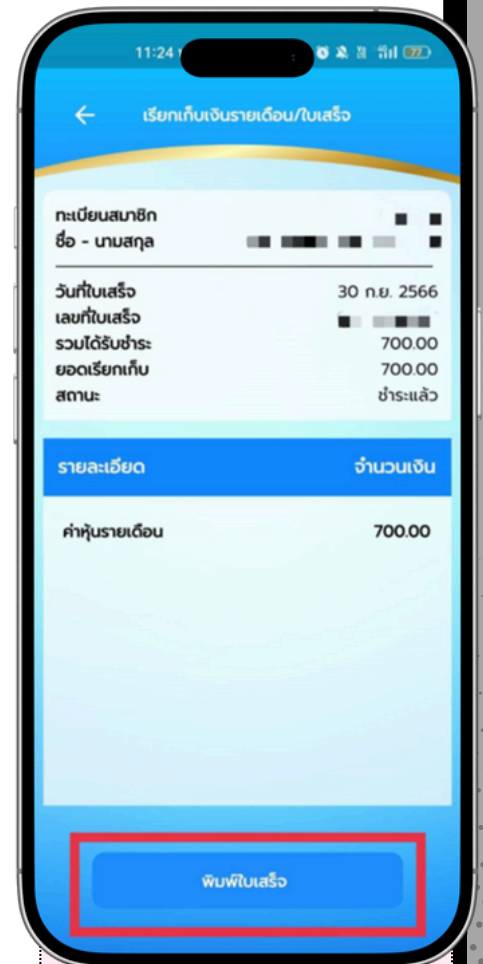 11:24
77
เรียกเก็บเงินรายเดือน/ใบเสร็จ
ทะเบียนสมาชิก
ชื่อ - นามสกุล
วันที่ใบเสร็จ 30 ก.ย. 2566
เลขที่ใบเสร็จ
รวมได้รับชำระ 700.00
ยอดเรียกเก็บ 700.00
สถานะ ชำระแล้ว
รายละเอียด จำนวนเงิน
ค่าหุ้นรายเดือน 700.00
พิมพ์ใบเสร็จ